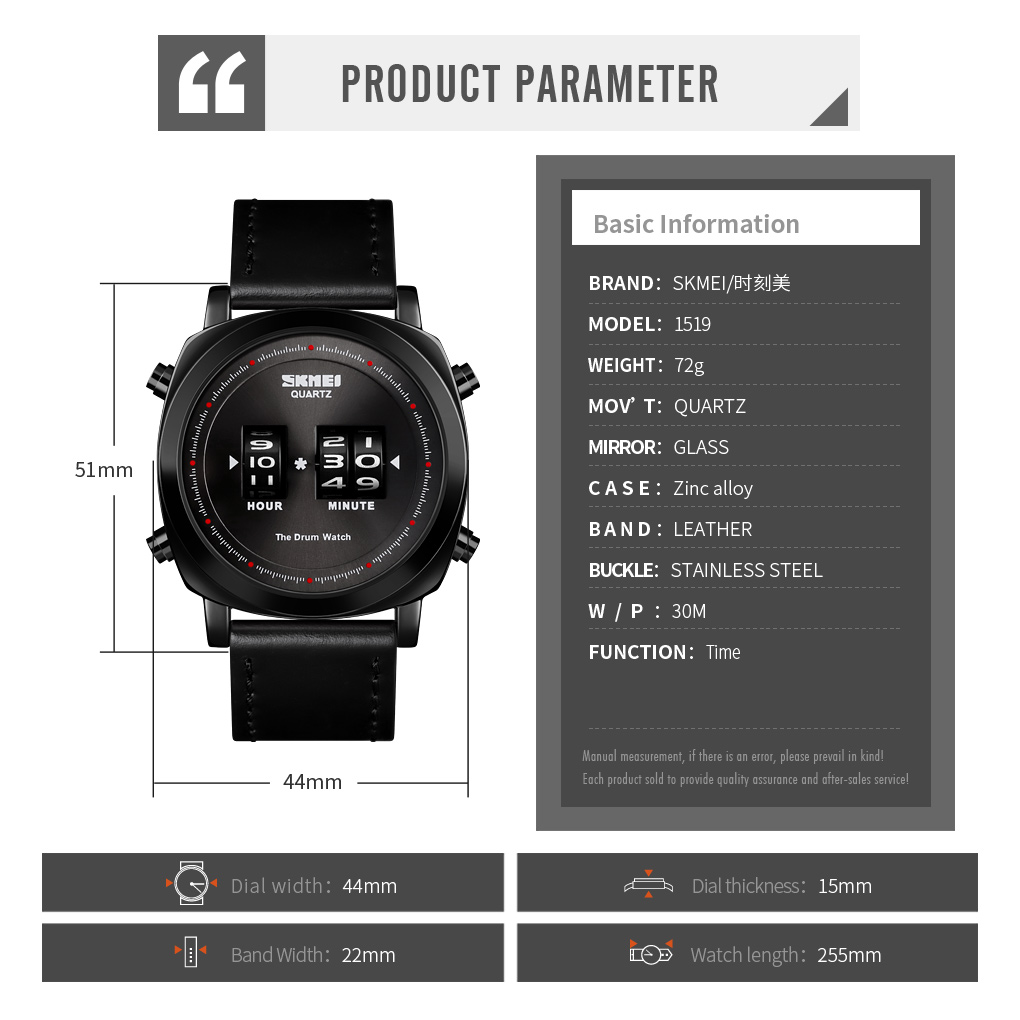 PRODUCT PARAMETER
Basic Information
BRAND: SKMEI/时刻美
MODEL: 1519
WEIGHT: 72g
MOV' T: QUARTZ
MIRROR: GLASS
CASE: Zinc alloy
BAND: LEATHER
BUCKLE: STAINLESS STEEL
W / P : 30M
FUNCTION: Time
Manual measurement, if there is an error, please prevail in kind!
Each product sold to provide quality assurance and after-sales service!
SKMEI
QUARTZ
9 2 1
10 * 3 0
11 4 9
HOUR MINUTE
The Drum Watch
51mm
44mm
Dial width: 44mm
Dial thickness: 15mm
Band Width: 22mm
Watch length: 255mm